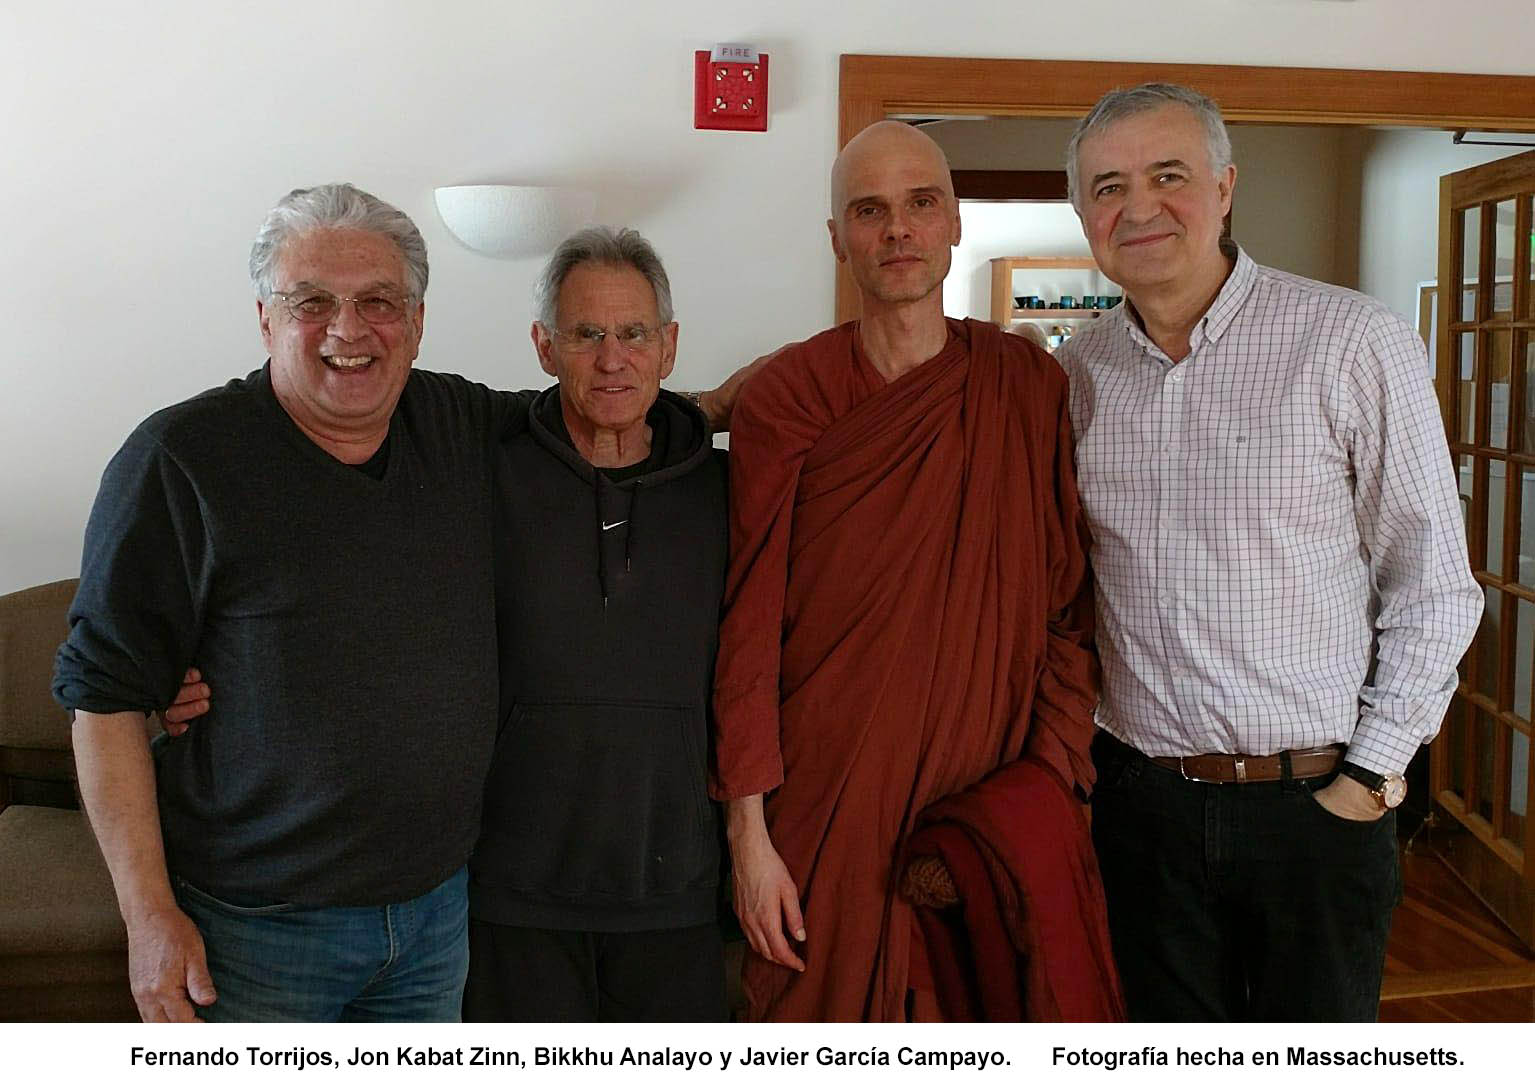 FIRE
Fernando Torrijos, Jon Kabat Zinn, Bikkhu Analayo y Javier García Campayo. Fotografía hecha en Massachusetts.